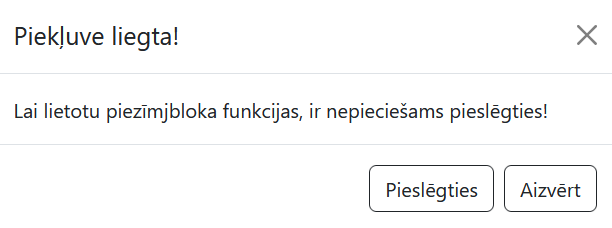 Piekļuve liegta!
Lai lietotu piezīmjbloka funkcijas, ir nepieciešams pieslēgties!
Pieslēgties Aizvērt